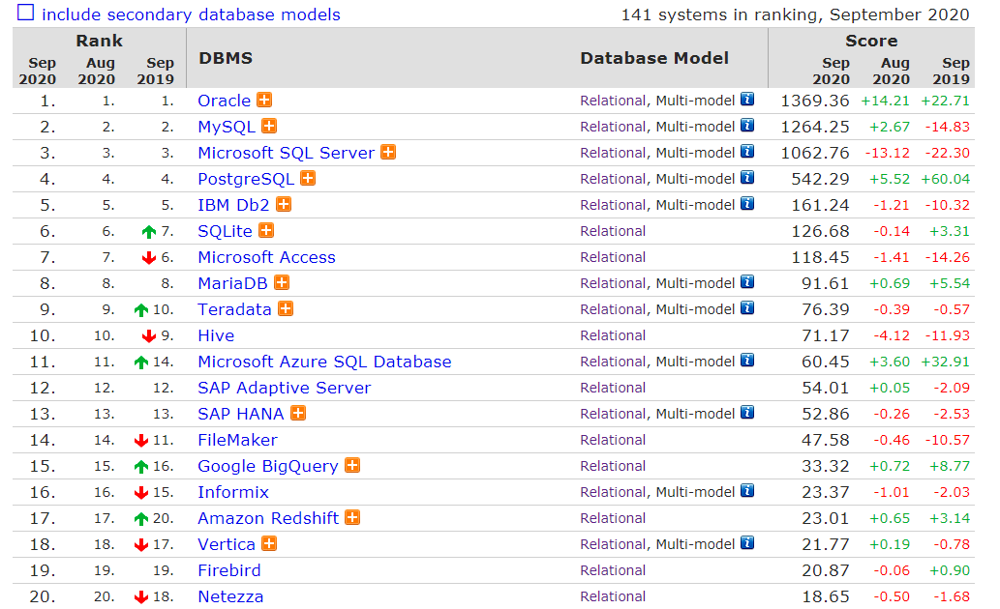 include secondary database models 141 systems in ranking, September 2020
Rank DBMS Database Model Score
Sep 2020 Aug 2020 Sep 2019 Sep 2020 Aug 2020 Sep 2019
1. 1. 1. Oracle Relational, Multi-model 1369.36 +14.21 +22.71
2. 2. 2. MySQL Relational, Multi-model 1264.25 +2.67 -14.83
3. 3. 3. Microsoft SQL Server Relational, Multi-model 1062.76 -13.12 -22.30
4. 4. 4. PostgreSQL Relational, Multi-model 542.29 +5.52 +60.04
5. 5. 5. IBM Db2 Relational, Multi-model 161.24 -1.21 -10.32
6. 6. 7. SQLite Relational 126.68 -0.14 +3.31
7. 7. 6. Microsoft Access Relational 118.45 -1.41 -14.26
8. 8. 8. MariaDB Relational, Multi-model 91.61 +0.69 +5.54
9. 9. 10. Teradata Relational, Multi-model 76.39 -0.39 -0.57
10. 10. 9. Hive Relational 71.17 -4.12 -11.93
11. 11. 14. Microsoft Azure SQL Database Relational, Multi-model 60.45 +3.60 +32.91
12. 12. 12. SAP Adaptive Server Relational 54.01 +0.05 -2.09
13. 13. 13. SAP HANA Relational, Multi-model 52.86 -0.26 -2.53
14. 14. 11. FileMaker Relational 47.58 -0.46 -10.57
15. 15. 16. Google BigQuery Relational 33.32 +0.72 +8.77
16. 16. 15. Informix Relational, Multi-model 23.37 -1.01 -2.03
17. 17. 20. Amazon Redshift Relational 23.01 +0.65 +3.14
18. 18. 17. Vertica Relational, Multi-model 21.77 +0.19 -0.78
19. 19. 19. Firebird Relational 20.87 -0.06 +0.90
20. 20. 18. Netezza Relational 18.65 -0.50 -1.68